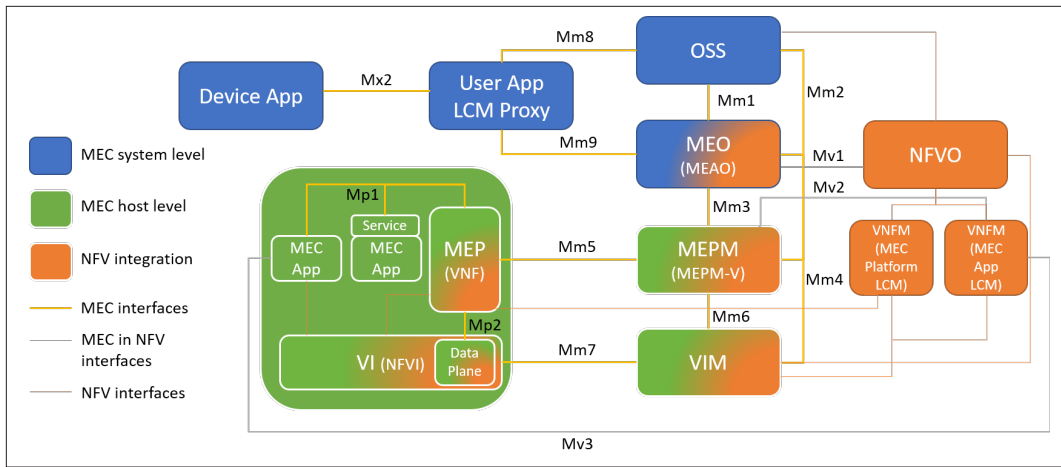 Mm8
OSS
Device App
Mx2
User App
LCM Proxy
Mm1
Mm2
MEC system level
Mm9
MEO
(MEAO)
Mv1
NFVO
MEC host level
Mp1
Mv2
Mm3
Service
MEC
App
MEC
App
MEP
(VNF)
Mm5
MEPM
(MEPM-V)
VNFM
(MEC
Platform
LCM)
VNFM
(MEC
App
LCM)
NFV integration
Mm4
MEC interfaces
Mp2
Mm6
MEC in NFV
interfaces
VI (NFVI)
Data
Plane
Mm7
VIM
NFV interfaces
Mv3